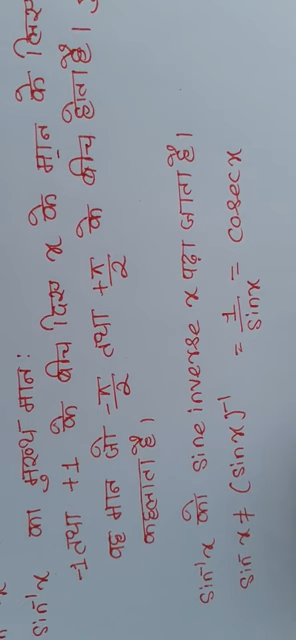 sin⁻¹x का मुख्य मान:
-1 तथा +1 के बीच दिए x के मान के लिए
वह मान जो -π/2 तथा +π/2 के बीच होता है।
कहलाता है।
sin⁻¹x को sine inverse x पढ़ा जाता है।
sin⁻¹x ≠ (sin x)⁻¹ = 1/sin x = cosec x